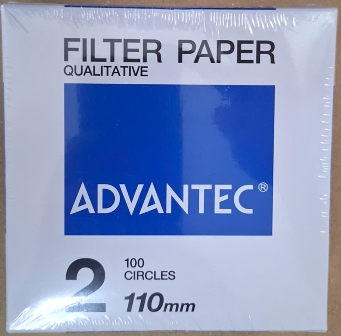 FILTER PAPER
QUALITATIVE
ADVANTEC®
2
100
CIRCLES
110mm